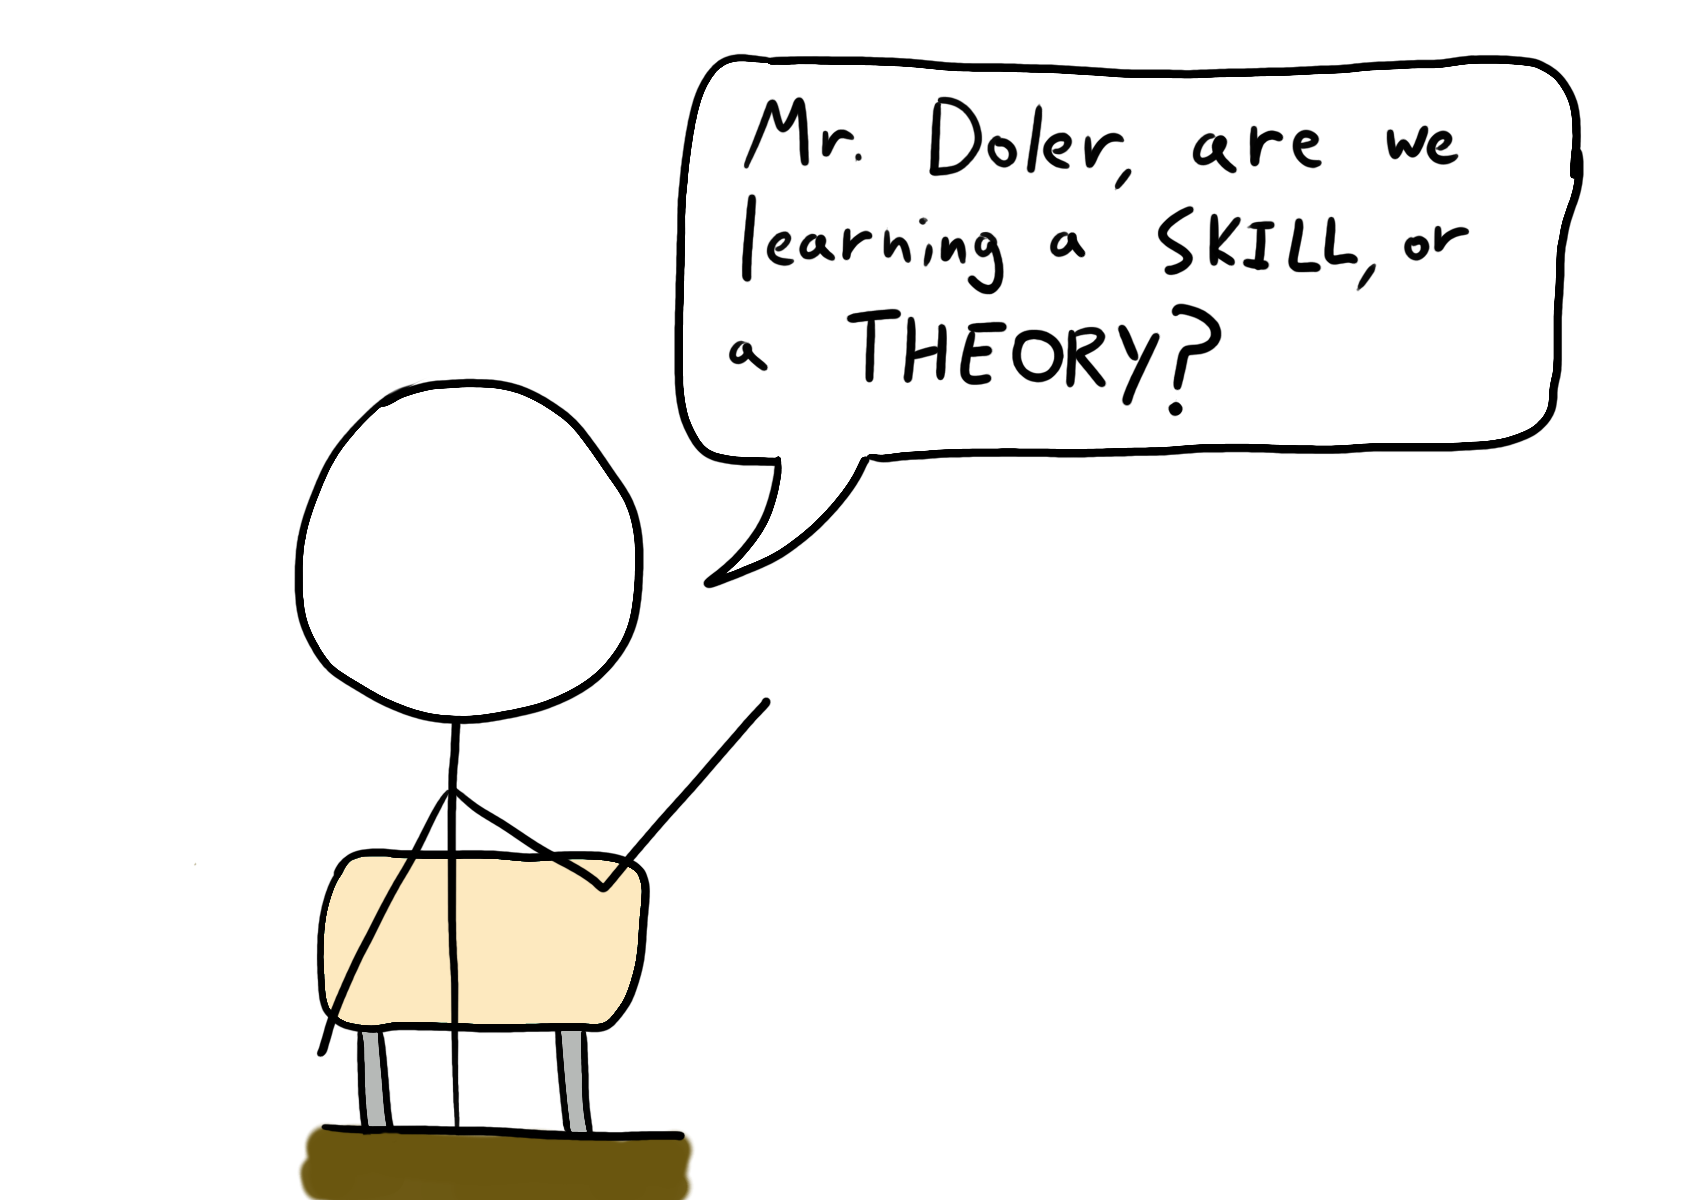 Mr. Doler, are we
learning a SKILL, or
a THEORY?